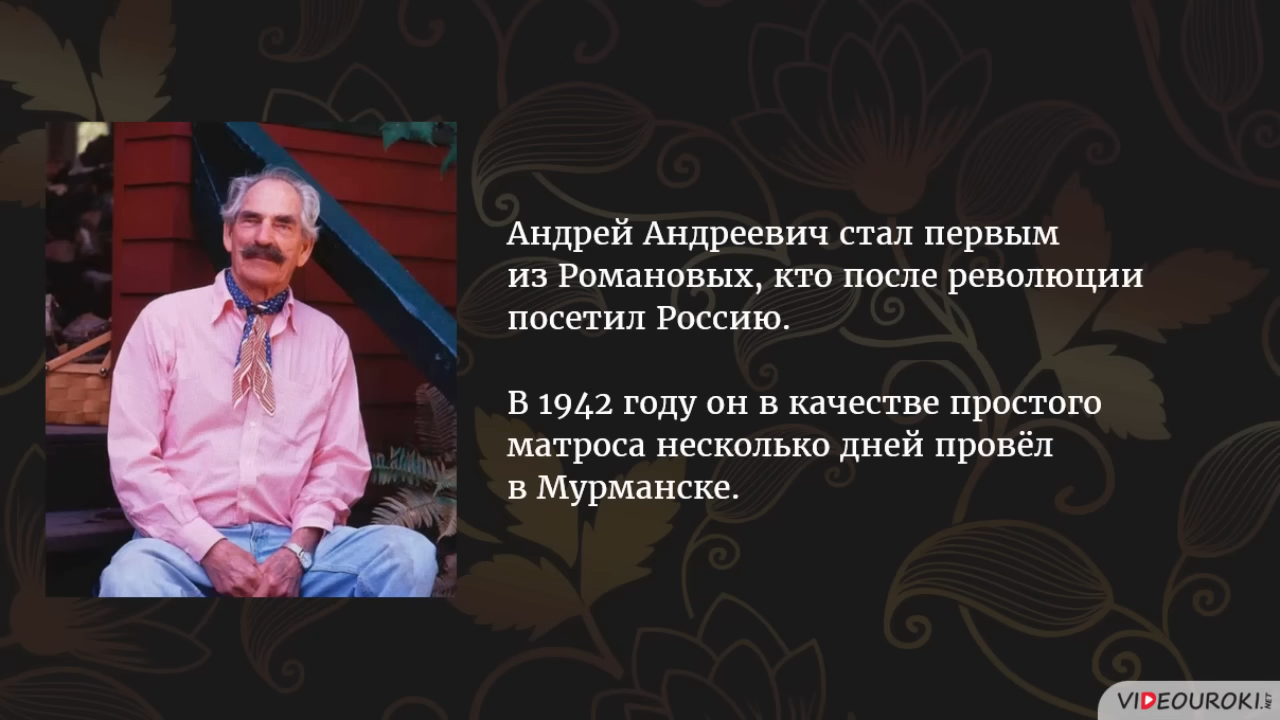 Андрей Андреевич стал первым
из Романовых, кто после революции
посетил Россию.
В 1942 году он в качестве простого
матроса несколько дней провёл
в Мурманске.
VIDEOUROKI.NET